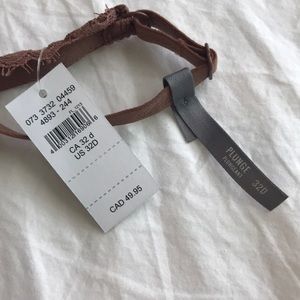 073 3732 04459
4893-244
CA 32 d
US 32D
CAD 49.95
PLUNGE
32D